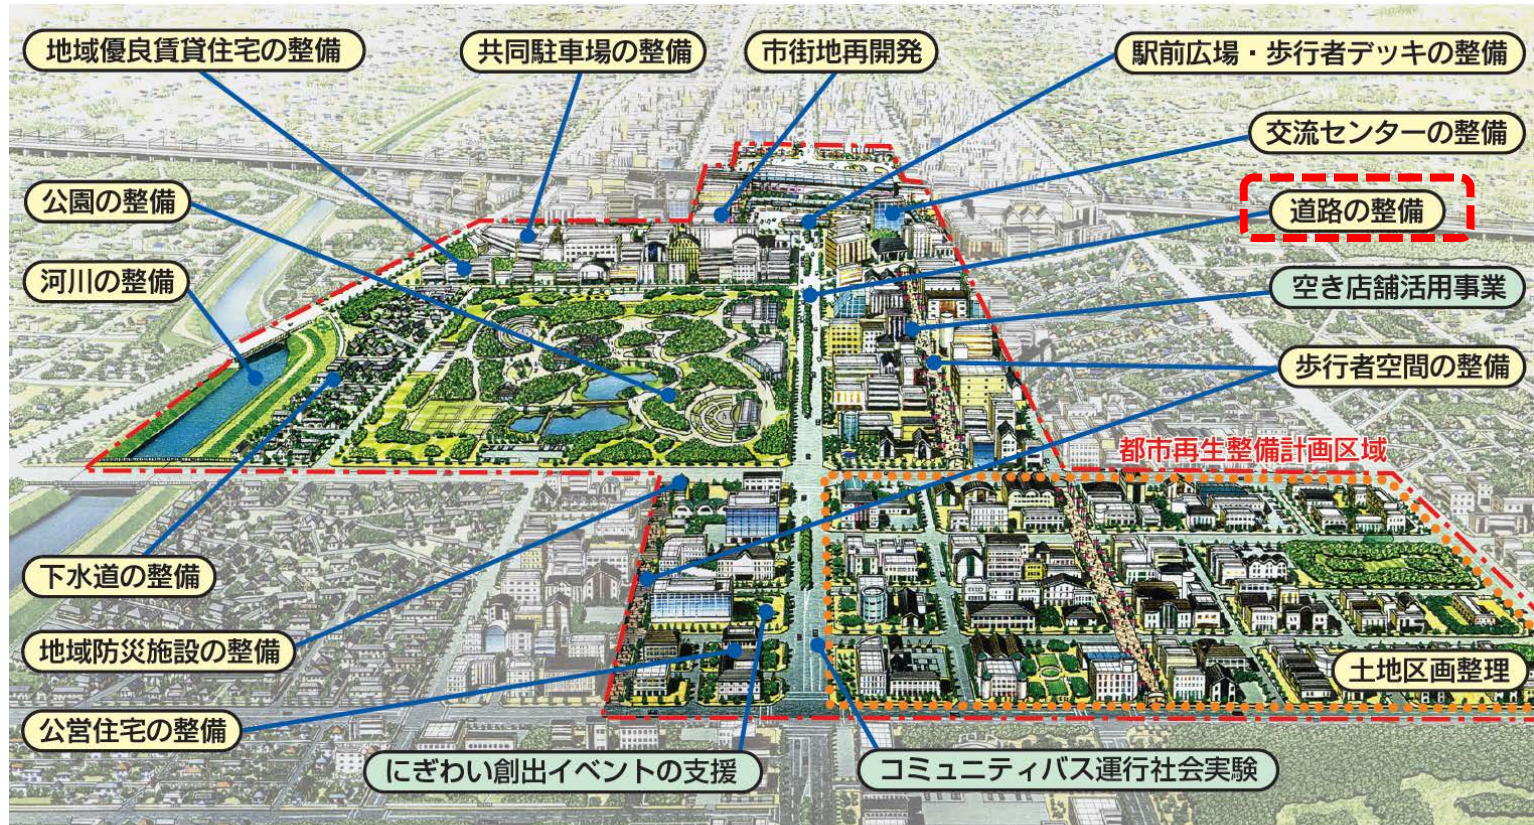 地域優良賃貸住宅の整備
共同駐車場の整備
市街地再開発
駅前広場・歩行者デッキの整備
交流センターの整備
公園の整備
道路の整備
河川の整備
空き店舗活用事業
歩行者空間の整備
都市再生整備計画区域
下水道の整備
地域防災施設の整備
土地区画整理
公営住宅の整備
にぎわい創出イベントの支援
コミュニティバス運行社会実験